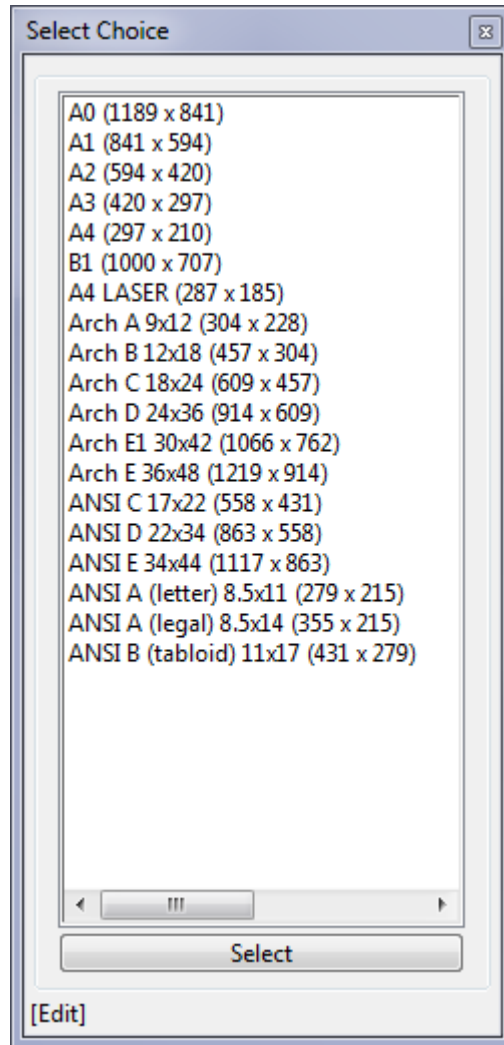 Select Choice
A0 (1189 x 841)
A1 (841 x 594)
A2 (594 x 420)
A3 (420 x 297)
A4 (297 x 210)
B1 (1000 x 707)
A4 LASER (287 x 185)
Arch A 9x12 (304 x 228)
Arch B 12x18 (457 x 304)
Arch C 18x24 (609 x 457)
Arch D 24x36 (914 x 609)
Arch E1 30x42 (1066 x 762)
Arch E 36x48 (1219 x 914)
ANSI C 17x22 (558 x 431)
ANSI D 22x34 (863 x 558)
ANSI E 34x44 (1117 x 863)
ANSI A (letter) 8.5x11 (279 x 215)
ANSI A (legal) 8.5x14 (355 x 215)
ANSI B (tabloid) 11x17 (431 x 279)
Select
[Edit]